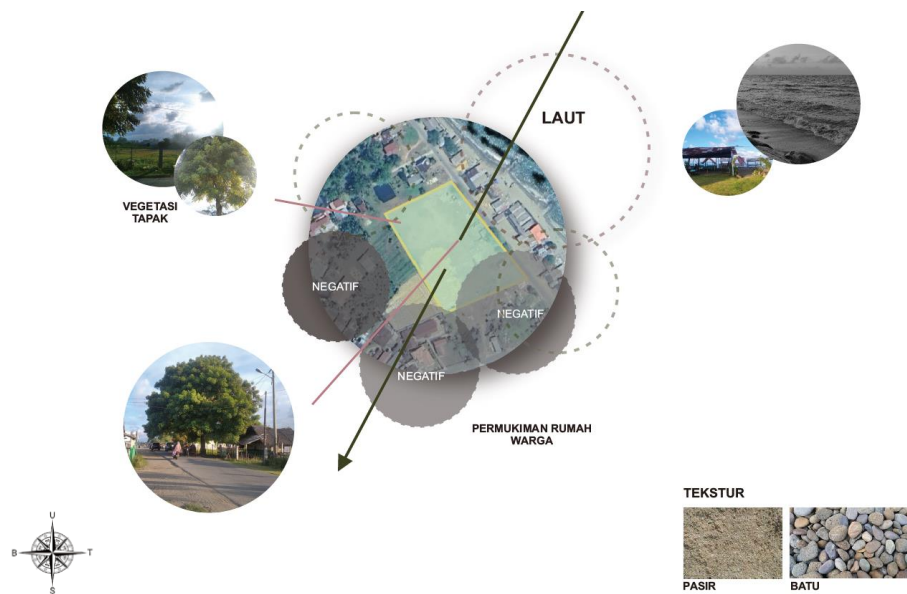 LAUT
VEGETASI
TAPAK
NEGATIF
NEGATIF
NEGATIF
PERMUKIMAN RUMAH
WARGA
TEKSTUR
PASIR
BATU
U
B
T
S